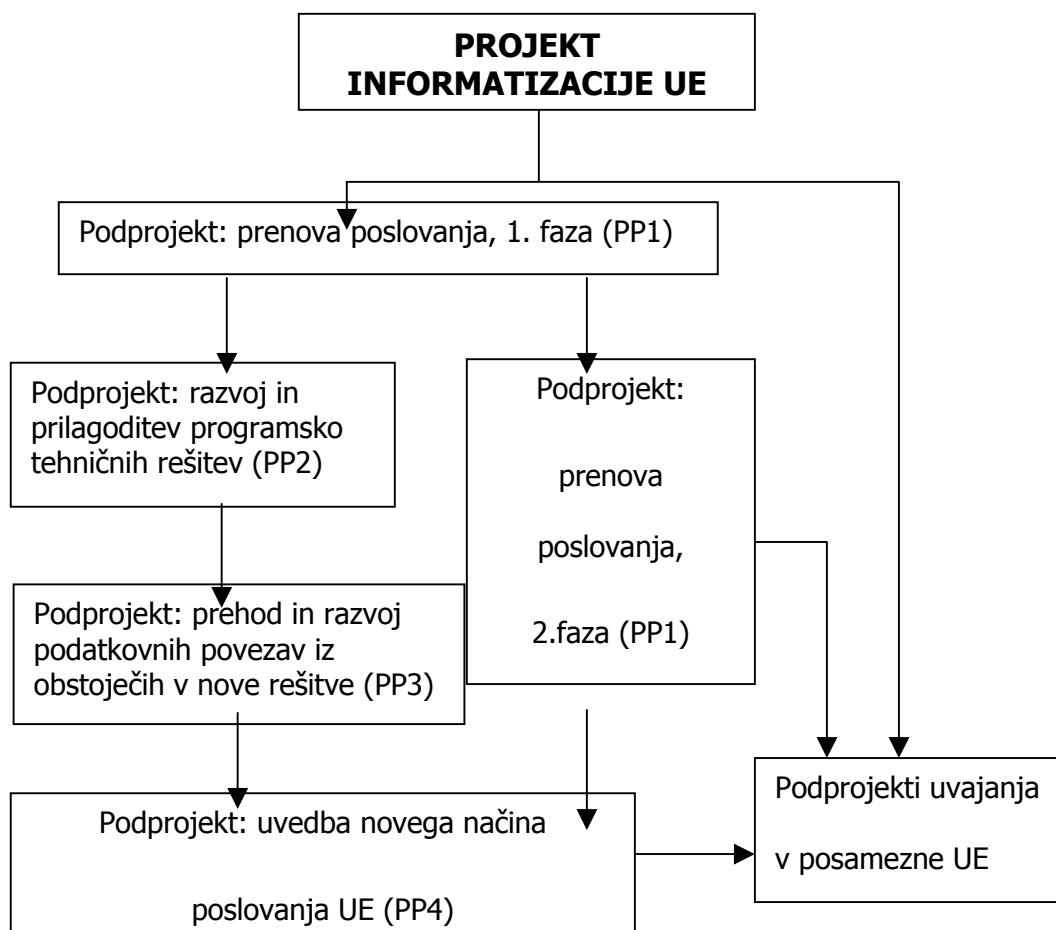 PROJEKT
INFORMATIZACIJE UE
Podprojekt: prenova poslovanja, 1. faza (PP1)
Podprojekt: razvoj in
prilagoditev programsko
tehničnih rešitev (PP2)
Podprojekt:
prenova
poslovanja,
2.faza (PP1)
Podprojekt: prehod in razvoj
podatkovnih povezav iz
obstoječih v nove rešitve (PP3)
Podprojekti uvajanja
v posamezne UE
Podprojekt: uvedba novega načina
poslovanja UE (PP4)